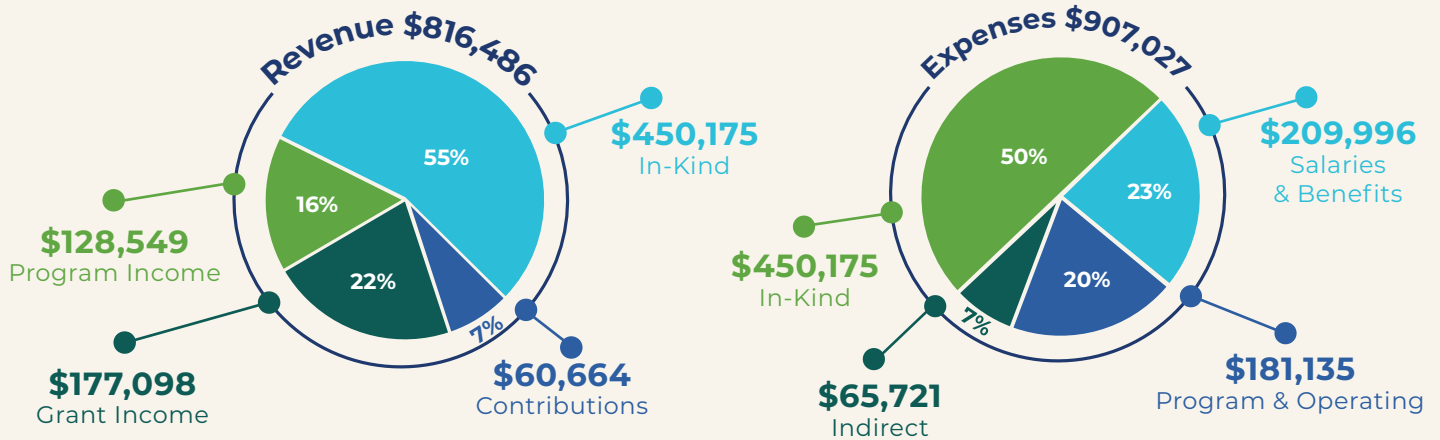 Revenue $816,486
55%
16%
22%
7%
$450,175
In-Kind
$128,549
Program Income
$177,098
Grant Income
$60,664
Contributions
Expenses $907,027
50%
23%
20%
7%
$209,996
Salaries
& Benefits
$450,175
In-Kind
$65,721
Indirect
$181,135
Program & Operating